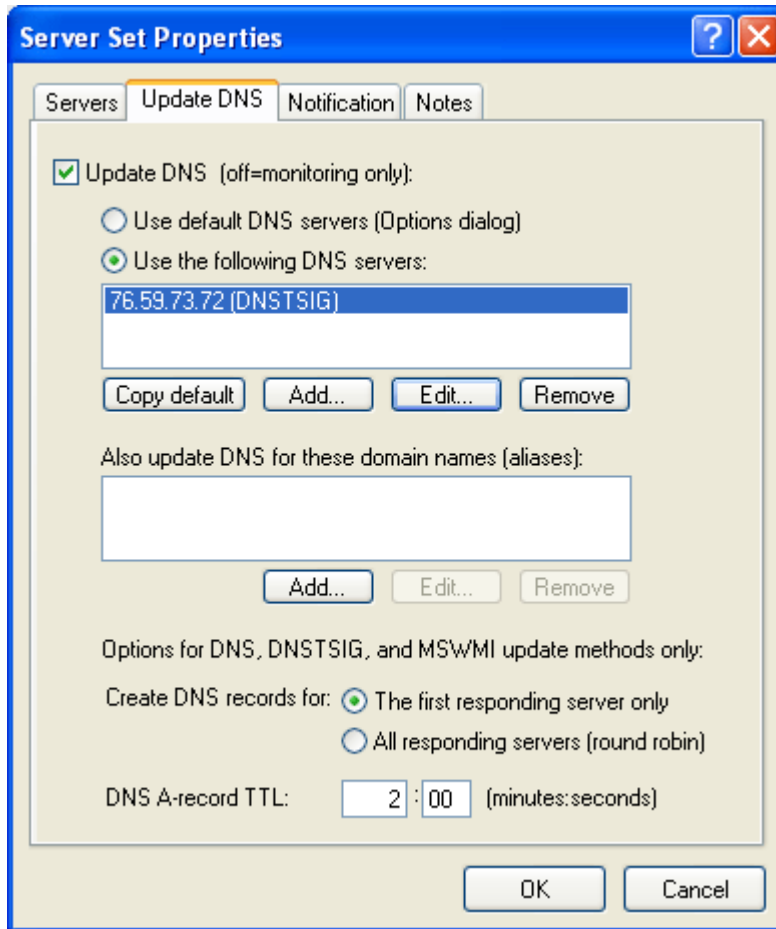 Server Set Properties
Servers Update DNS Notification Notes
Update DNS (off=monitoring only):
Use default DNS servers (Options dialog)
Use the following DNS servers:
76.59.73.72 (DNSTSIG)
Copy default Add... Edit... Remove
Also update DNS for these domain names (aliases):
Add... Edit... Remove
Options for DNS, DNSTSIG, and MSWMI update methods only:
Create DNS records for: The first responding server only
All responding servers (round robin)
DNS A-record TTL: 2 : 00 (minutes:seconds)
OK Cancel